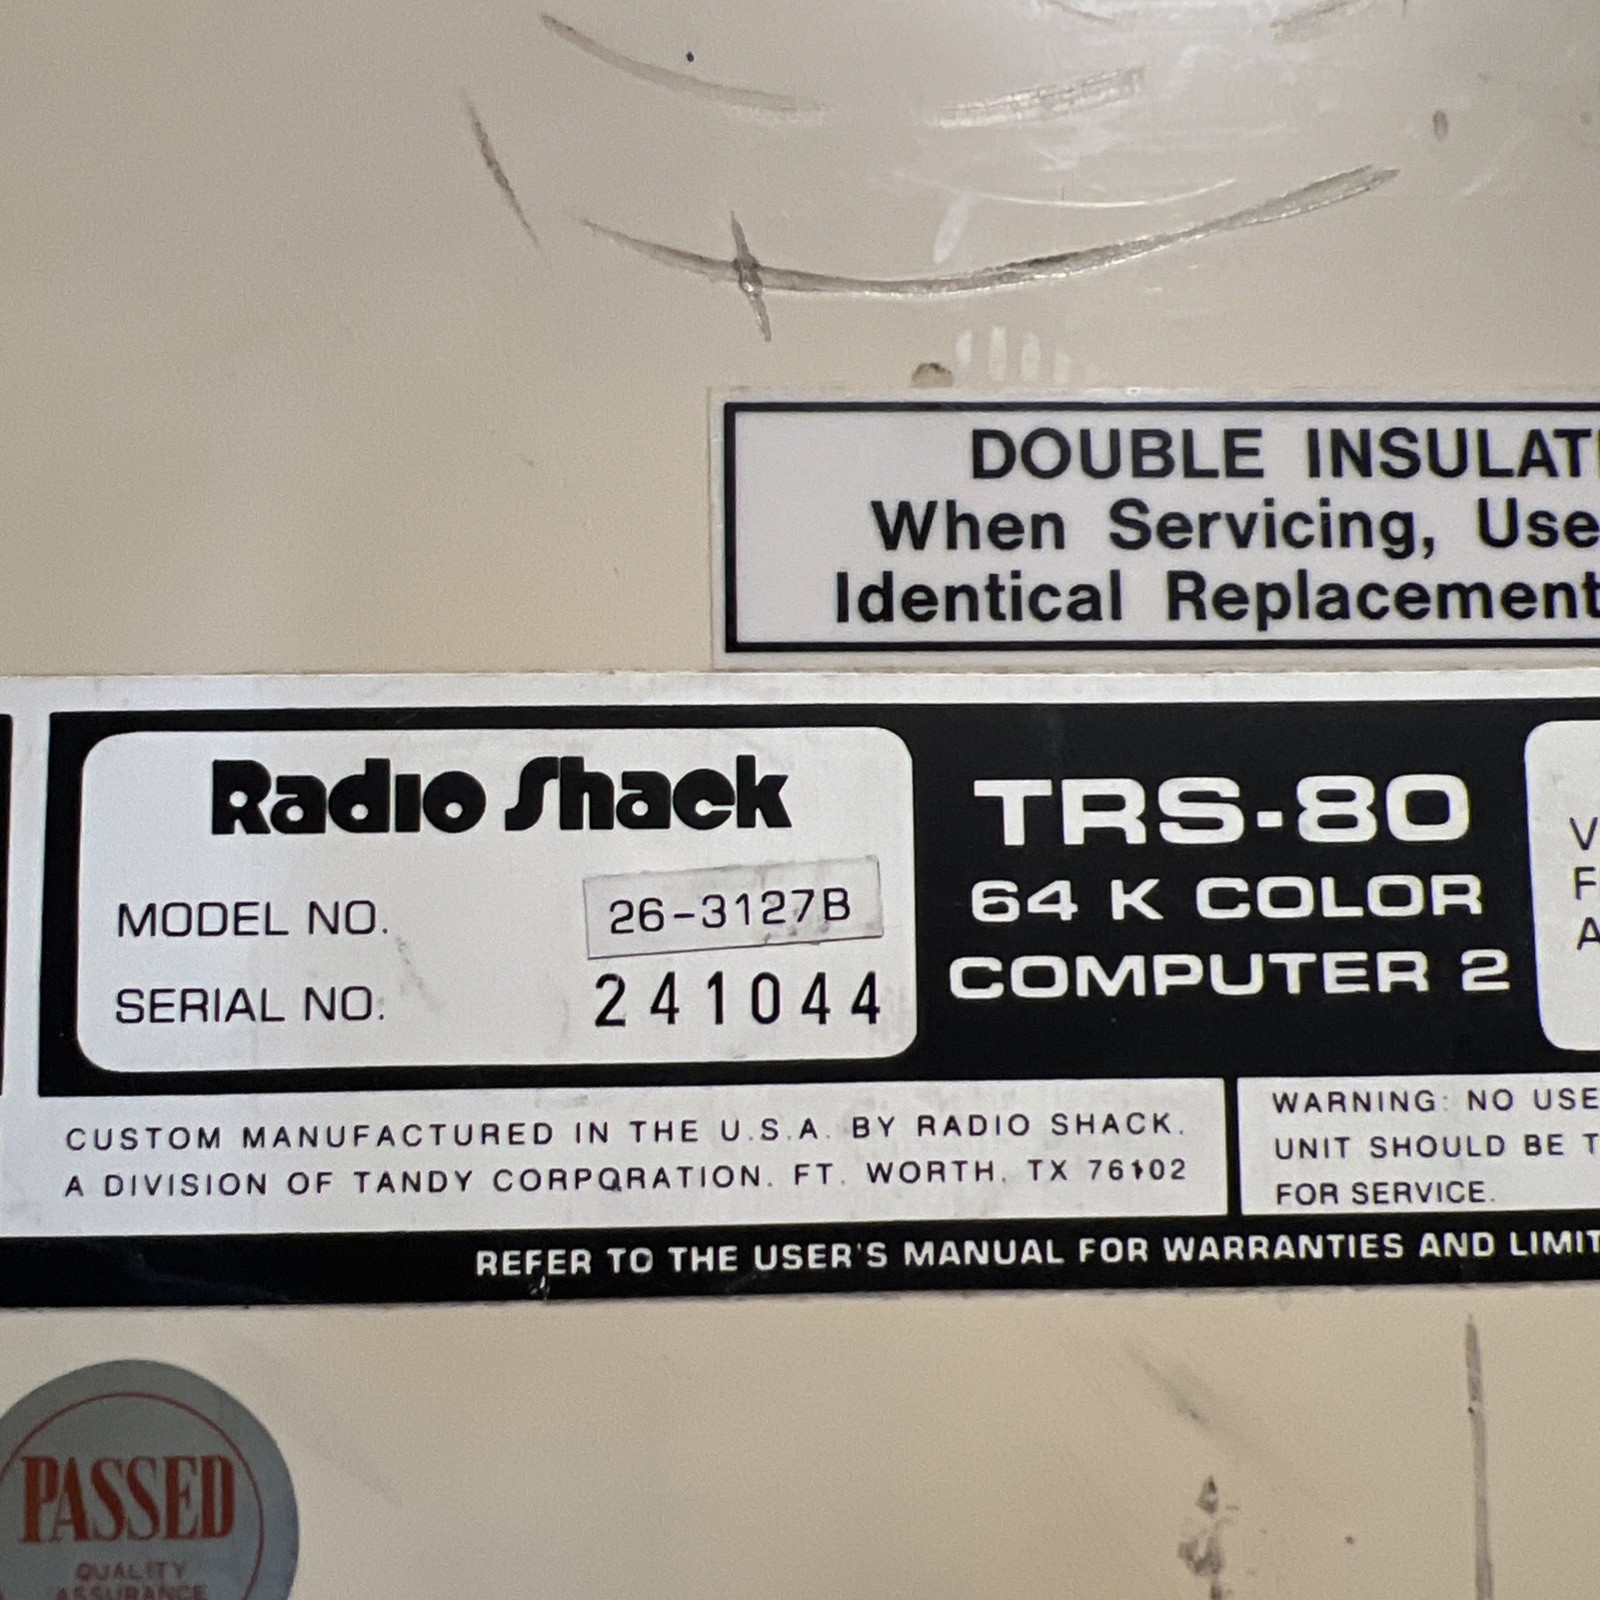 DOUBLE INSULAT
When Servicing, Use
Identical Replacement
Radio Shack
MODEL NO. 26-3127B
SERIAL NO. 241044
TRS-80
64 K COLOR
COMPUTER 2
V
F
A
CUSTOM MANUFACTURED IN THE U.S.A. BY RADIO SHACK.
A DIVISION OF TANDY CORPORATION. FT. WORTH, TX 76102
WARNING: NO USE
UNIT SHOULD BE T
FOR SERVICE.
REFER TO THE USER'S MANUAL FOR WARRANTIES AND LIMIT
PASSED
QUALITY
ASSURANCE